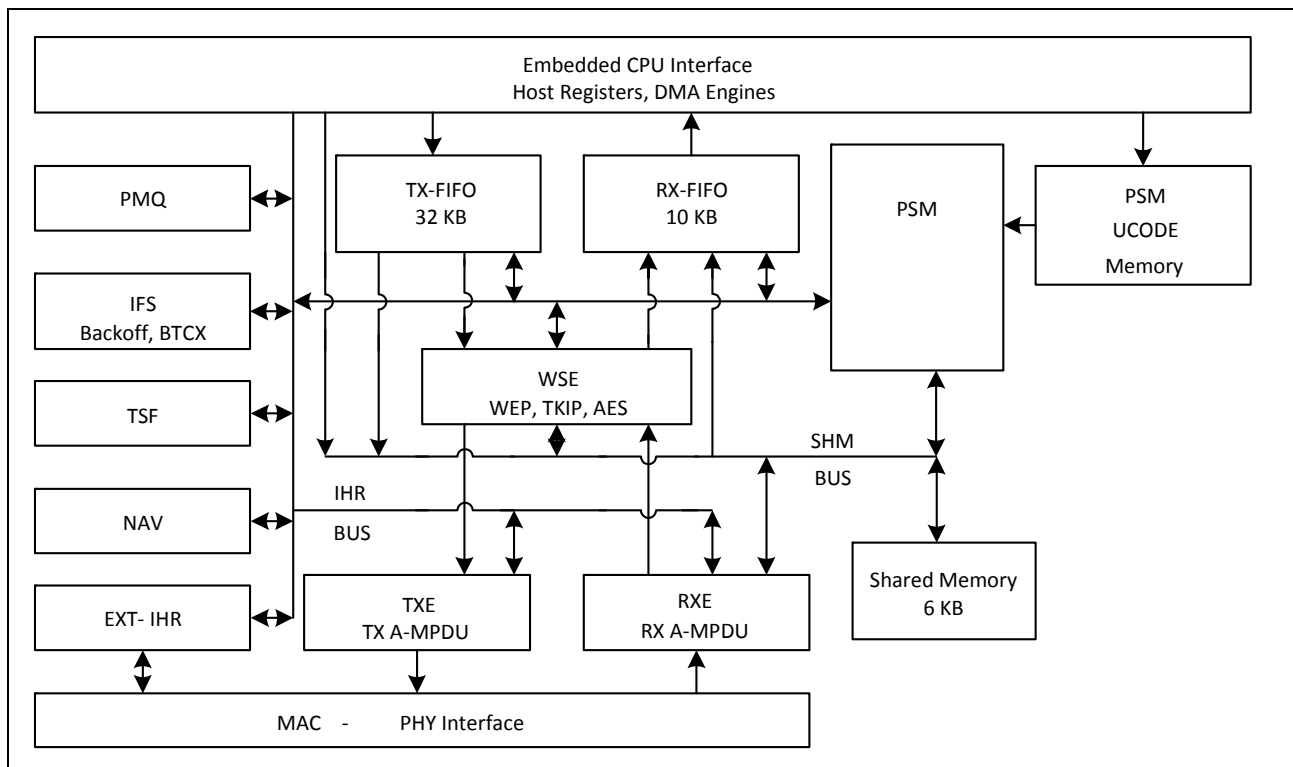 Embedded CPU Interface
Host Registers, DMA Engines
PMQ
TX-FIFO
32 KB
RX-FIFO
10 KB
PSM
PSM
UCODE
Memory
IFS
Backoff, BTCX
WSE
WEP, TKIP, AES
TSF
SHM
BUS
IHR
BUS
NAV
Shared Memory
6 KB
EXT- IHR
TXE
TX A-MPDU
RXE
RX A-MPDU
MAC - PHY Interface